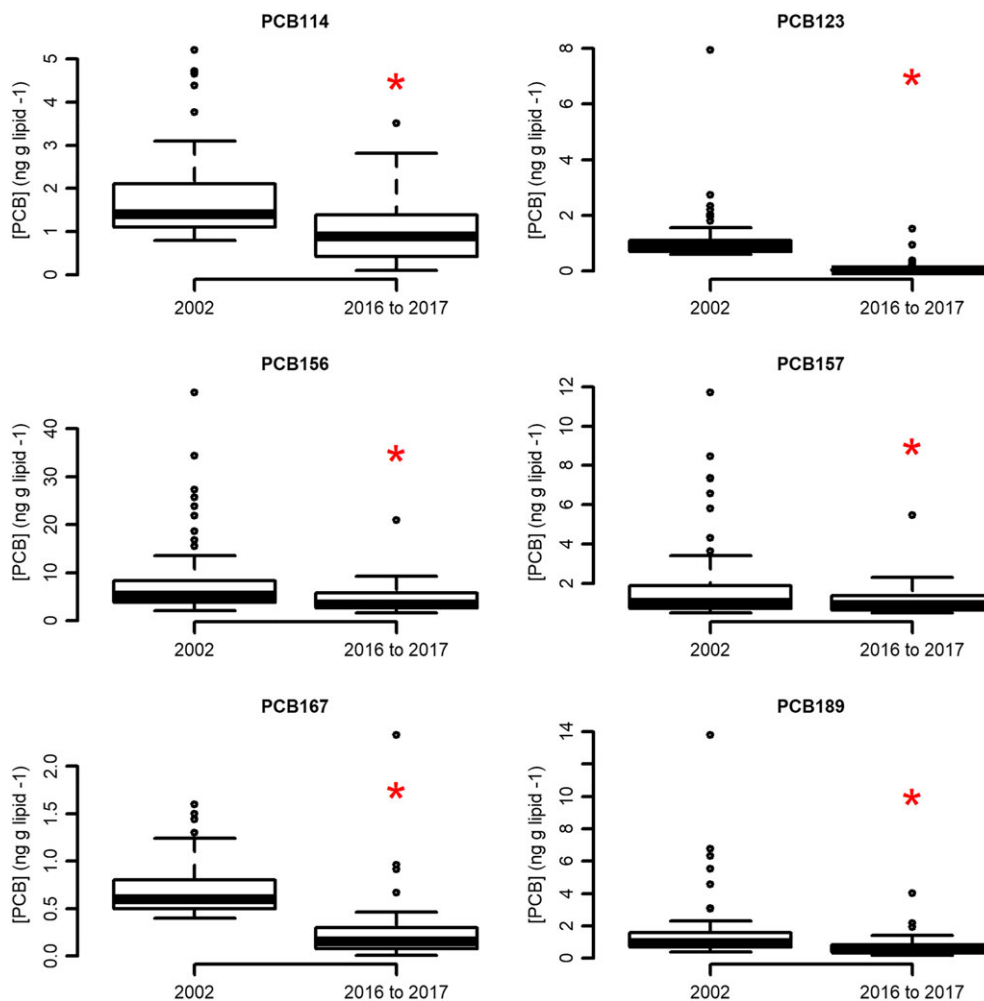 PCB114
[PCB] (ng g lipid -1)
5
4
3
2
1
0
*
2002
2016 to 2017
PCB123
[PCB] (ng g lipid -1)
8
6
4
2
0
*
2002
2016 to 2017
PCB156
[PCB] (ng g lipid -1)
40
30
20
10
0
*
2002
2016 to 2017
PCB157
[PCB] (ng g lipid -1)
12
10
8
6
4
2
*
2002
2016 to 2017
PCB167
[PCB] (ng g lipid -1)
2.0
1.5
1.0
0.5
0.0
*
2002
2016 to 2017
PCB189
[PCB] (ng g lipid -1)
14
10
8
6
4
2
0
*
2002
2016 to 2017